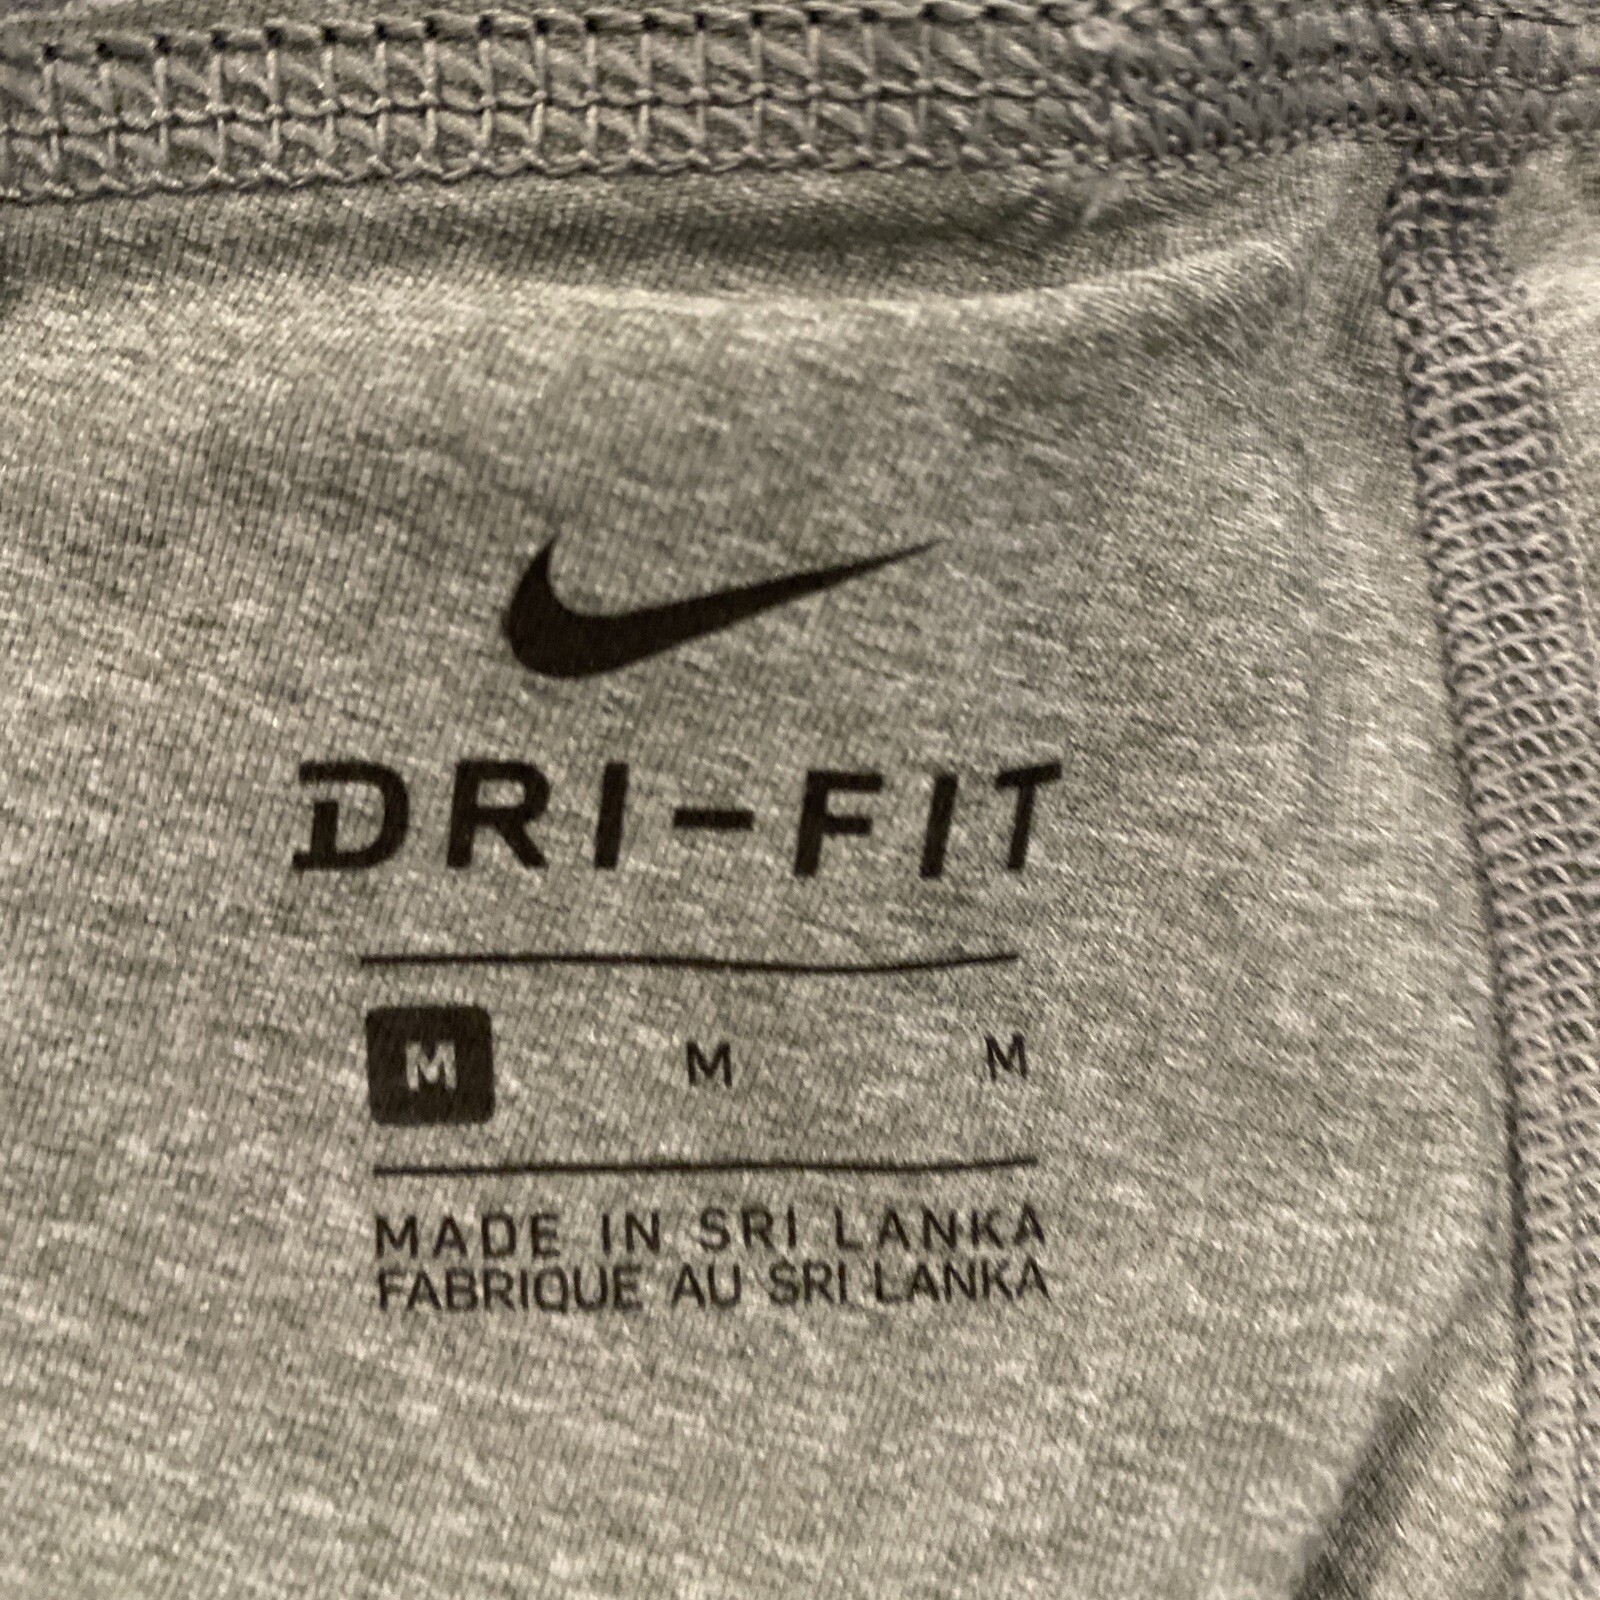 DRI-FIT
M M M
MADE IN SRI LANKA
FABRIQUE AU SRI LANKA